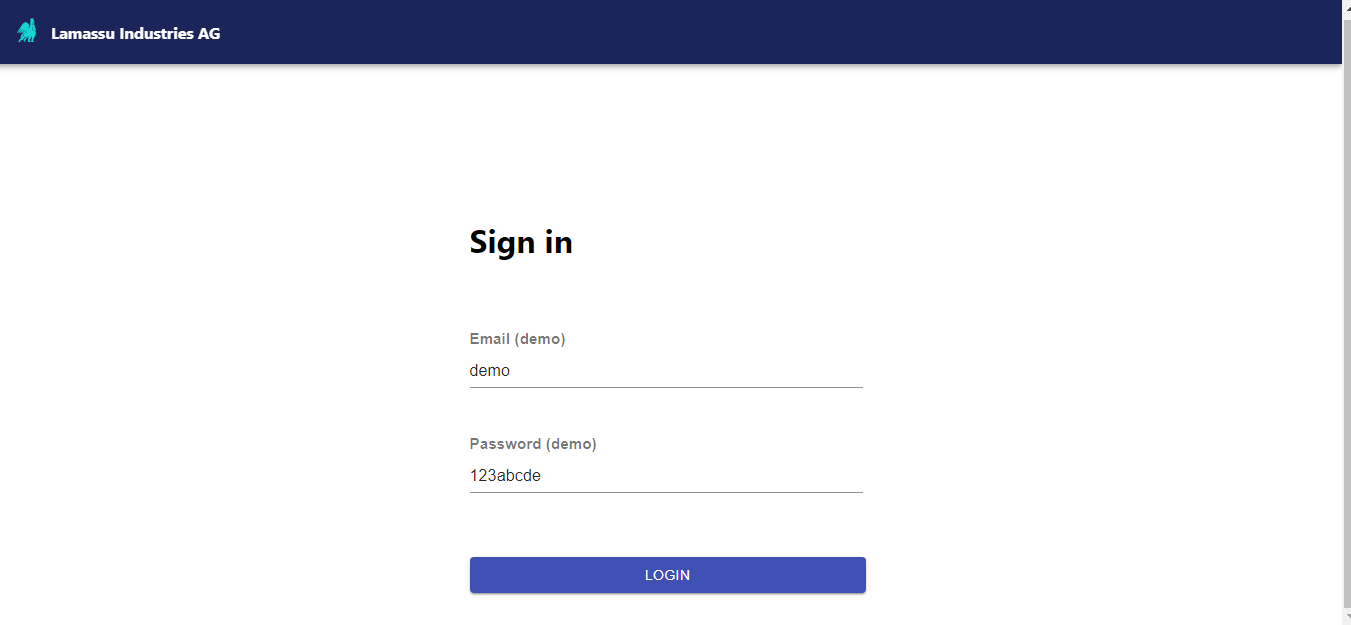 Lamassu Industries AG
Sign in
Email (demo)
demo
Password (demo)
123abcde
LOGIN